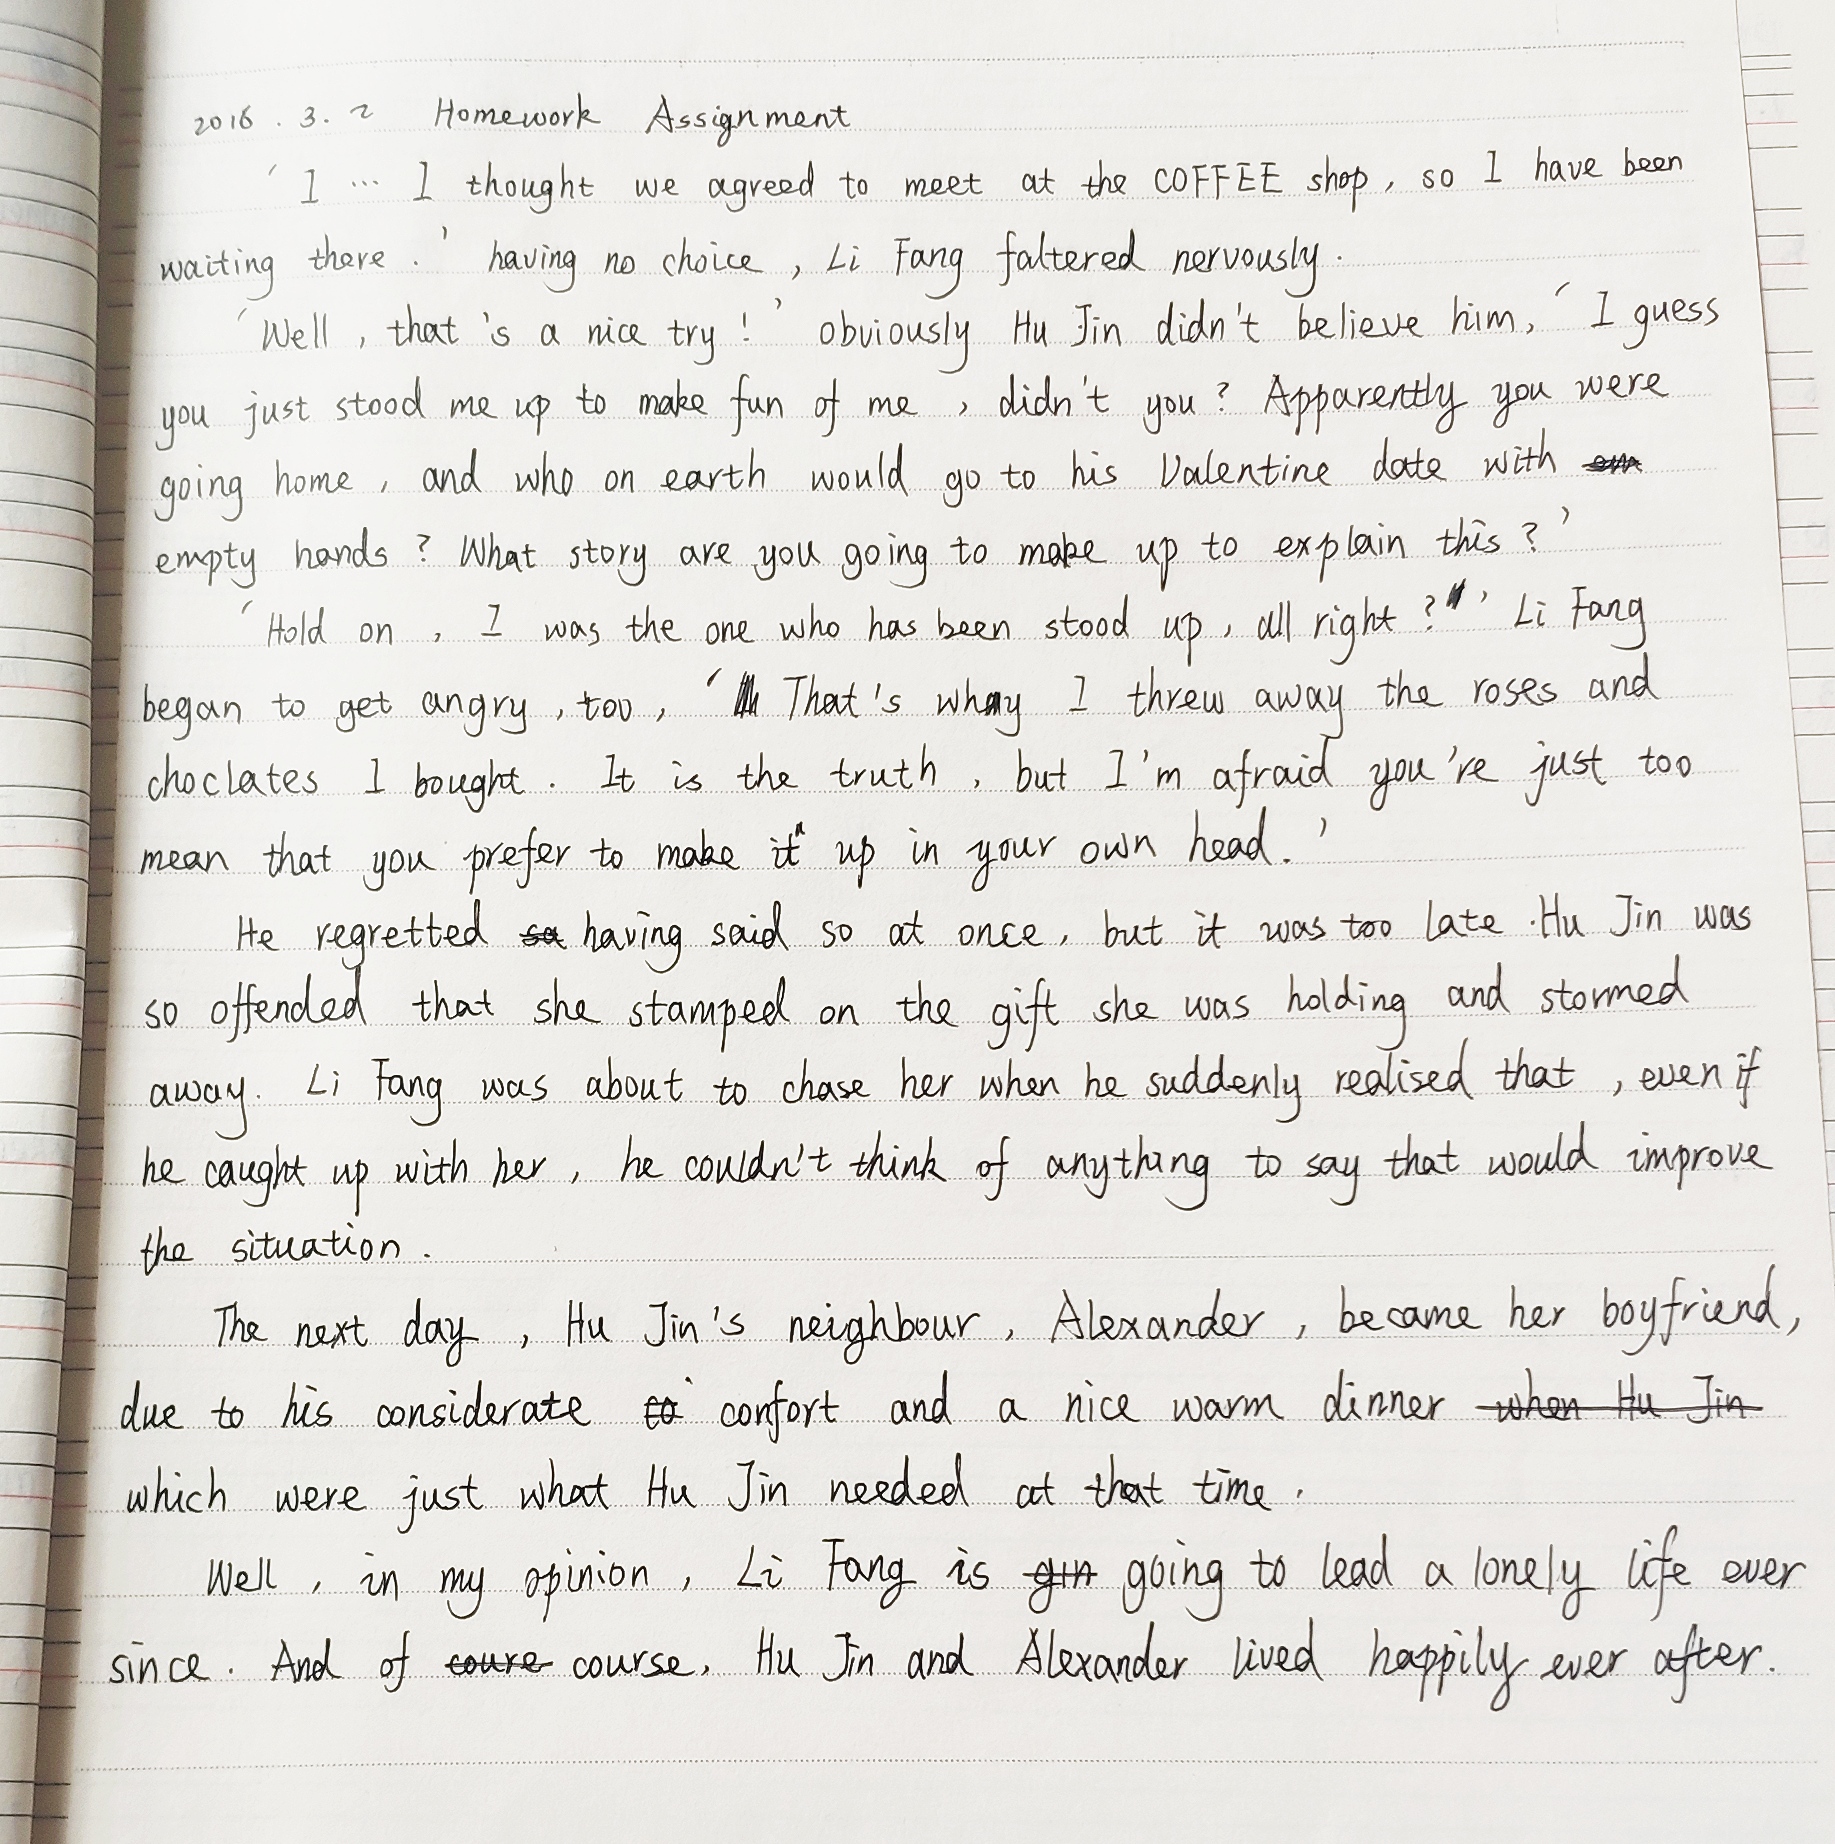 2016.3.2 Homework Assignment
'I ... I thought we agreed to meet at the COFFEE shop, so I have been
waiting there.' having no choice, Li Fang faltered nervously.
'Well, that's a nice try!' obviously Hu Jin didn't believe him, 'I guess
you just stood me up to make fun of me, didn't you? Apparently you were
going home, and who on earth would go to his Valentine date with
empty hands? What story are you going to make up to explain this?'
'Hold on, I was the one who has been stood up, all right?' Li Fang
began to get angry, too, 'That's why I threw away the roses and
choclates I bought. It is the truth, but I'm afraid you're just too
mean that you prefer to make it up in your own head.'
He regretted having said so at once, but it was too late. Hu Jin was
so offended that she stamped on the gift she was holding and stormed
away. Li Fang was about to chase her when he suddenly realised that, even if
he caught up with her, he couldn't think of anything to say that would improve
the situation.
The next day, Hu Jin's neighbour, Alexander, became her boyfriend,
due to his considerate confort and a nice warm dinner when Hu Jin
which were just what Hu Jin needed at that time.
Well, in my opinion, Li Fang is going to lead a lonely life ever
since. And of course, Hu Jin and Alexander lived happily ever after.